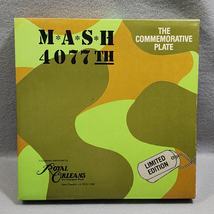 M*A*S*H
4077TH
THE
COMMEMORATIVE
PLATE
ROYAL
ORLEANS
LIMITED
EDITION